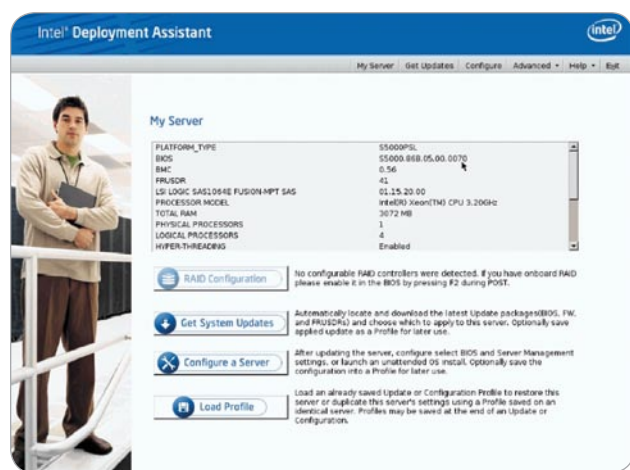 Intel® Deployment Assistant
intel
My Server Get Updates Configure Advanced Help Exit
My Server
PLATFORM_TYPE S5000PSL
BIOS S5000.86B.05.00.0070
BMC 0.56
FRUSDR 41
LSI LOGIC SAS1064E FUSION-MPT SAS 01.15.20.00
PROCESSOR MODEL Intel(R) Xeon(TM) CPU 3.20GHz
TOTAL RAM 3072 MB
PHYSICAL PROCESSORS 1
LOGICAL PROCESSORS 4
HYPER-THREADING Enabled
RAID Configuration
No configurable RAID controllers were detected. If you have onboard RAID
please enable it in the BIOS by pressing F2 during POST.
Get System Updates
Automatically locate and download the latest Update packages(BIOS, FW,
and FRUSDRs) and choose which to apply to this server. Optionally save
applied update as a Profile for later use.
Configure a Server
After updating the server, configure select BIOS and Server Management
settings, or launch an unattended OS install. Optionally save the
configuration into a Profile for later use.
Load Profile
Load an already saved Update or Configuration Profile to restore this
server or duplicate this server's settings using a Profile saved on an
identical server. Profiles may be saved at the end of an Update or
Configuration.